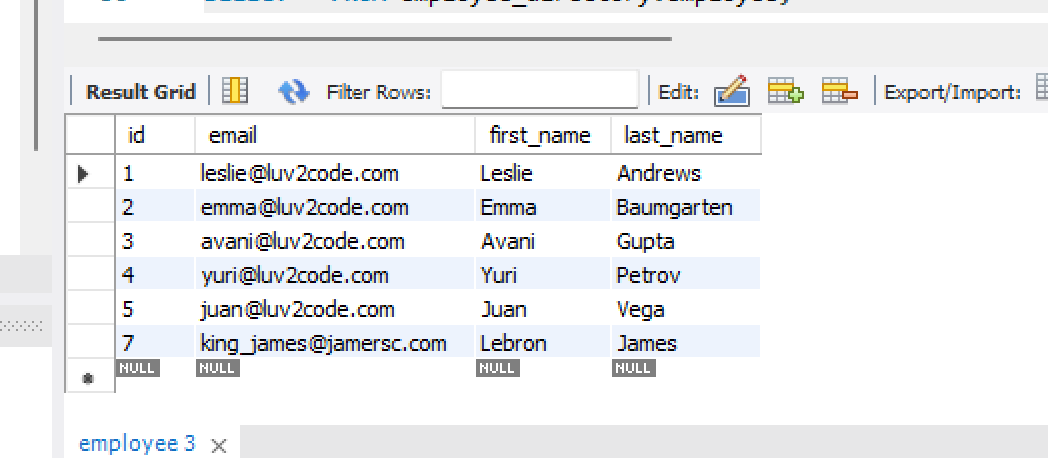 Result Grid Filter Rows: Edit: Export/Import:
id email first_name last_name
1 leslie@luv2code.com Leslie Andrews
2 emma@luv2code.com Emma Baumgarten
3 avani@luv2code.com Avani Gupta
4 yuri@luv2code.com Yuri Petrov
5 juan@luv2code.com Juan Vega
7 king_james@jamersc.com Lebron James
NULL NULL NULL NULL
employee 3